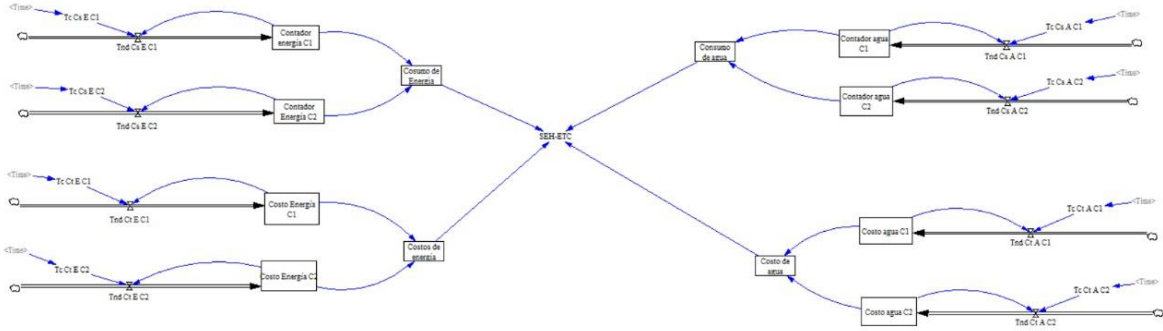 <Time>
Tc Cs E C1
Tnd Cs E C1
Contador
energía C1
<Time>
Tc Cs E C2
Tnd Cs E C2
Contador
Energía C2
Cosumo de
Energía
<Time>
Tc Ct E C1
Tnd Ct E C1
Costo Energía
C1
<Time>
Tc Ct E C2
Tnd Ct E C2
Costo Energía C2
Costos de
energía
SEH-ETC
Consumo
de agua
Contador agua
C1
Tnd Cs A C1
Tc Cs A C1
<Time>
Contador agua
C2
Tnd Cs A C2
Tc Cs A C2
<Time>
Costo de
agua
Costo agua C1
Tnd Ct A C1
Tc Ct A C1
<Time>
Costo agua C2
Tnd Ct A C2
Tc Ct A C2
<Time>